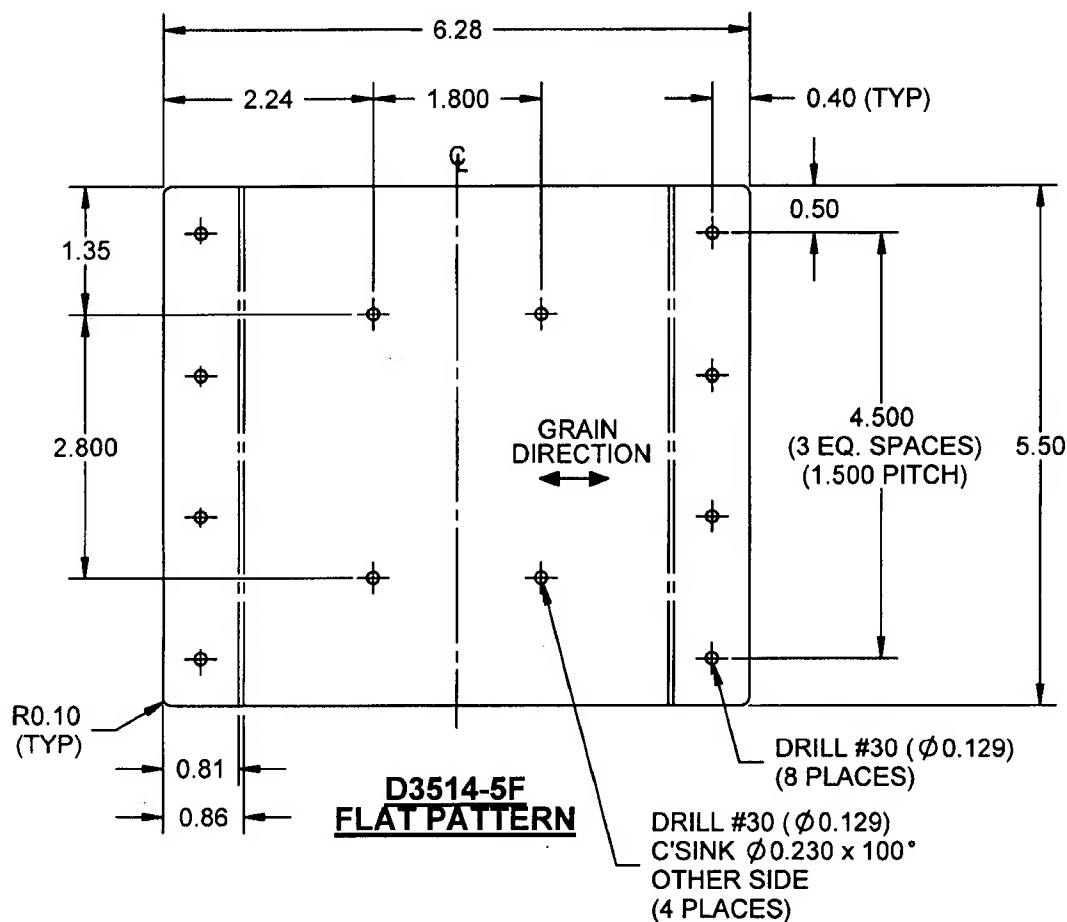 6.28
2.24
1.800
0.40 (TYP)
℄
0.50
1.35
2.800
GRAIN
DIRECTION
4.500
(3 EQ. SPACES)
(1.500 PITCH)
5.50
R0.10
(TYP)
0.81
0.86
D3514-5F
FLAT PATTERN
DRILL #30 (Ø0.129)
(8 PLACES)
DRILL #30 (Ø0.129)
C'SINK Ø0.230 x 100°
OTHER SIDE
(4 PLACES)